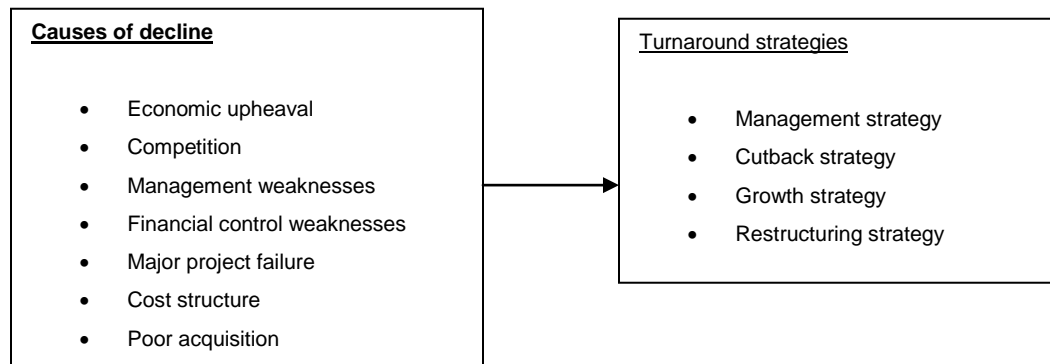 Causes of decline
• Economic upheaval
• Competition
• Management weaknesses
• Financial control weaknesses
• Major project failure
• Cost structure
• Poor acquisition
Turnaround strategies
• Management strategy
• Cutback strategy
• Growth strategy
• Restructuring strategy